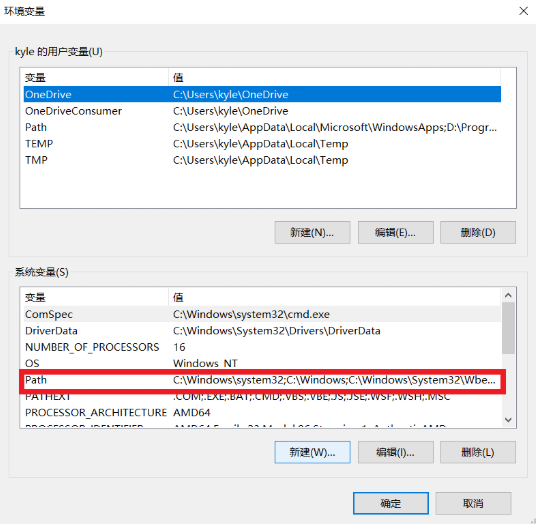 环境变量
kyle 的用户变量(U)
变量 值
OneDrive C:\Users\kyle\OneDrive
OneDriveConsumer C:\Users\kyle\OneDrive
Path C:\Users\kyle\AppData\Local\Microsoft\WindowsApps;D:\Progr...
TEMP C:\Users\kyle\AppData\Local\Temp
TMP C:\Users\kyle\AppData\Local\Temp
新建(N)... 编辑(E)... 删除(D)
系统变量(S)
变量 值
ComSpec C:\Windows\system32\cmd.exe
DriverData C:\Windows\System32\Drivers\DriverData
NUMBER_OF_PROCESSORS 16
OS Windows_NT
Path C:\Windows\system32;C:\Windows;C:\Windows\System32\Wbe...
PATHEXT .COM;.EXE;.BAT;.CMD;.VBS;.VBE;.JS;.JSE;.WSF;.WSH;.MSC
PROCESSOR_ARCHITECTURE AMD64
新建(W)... 编辑(I)... 删除(L)
确定 取消